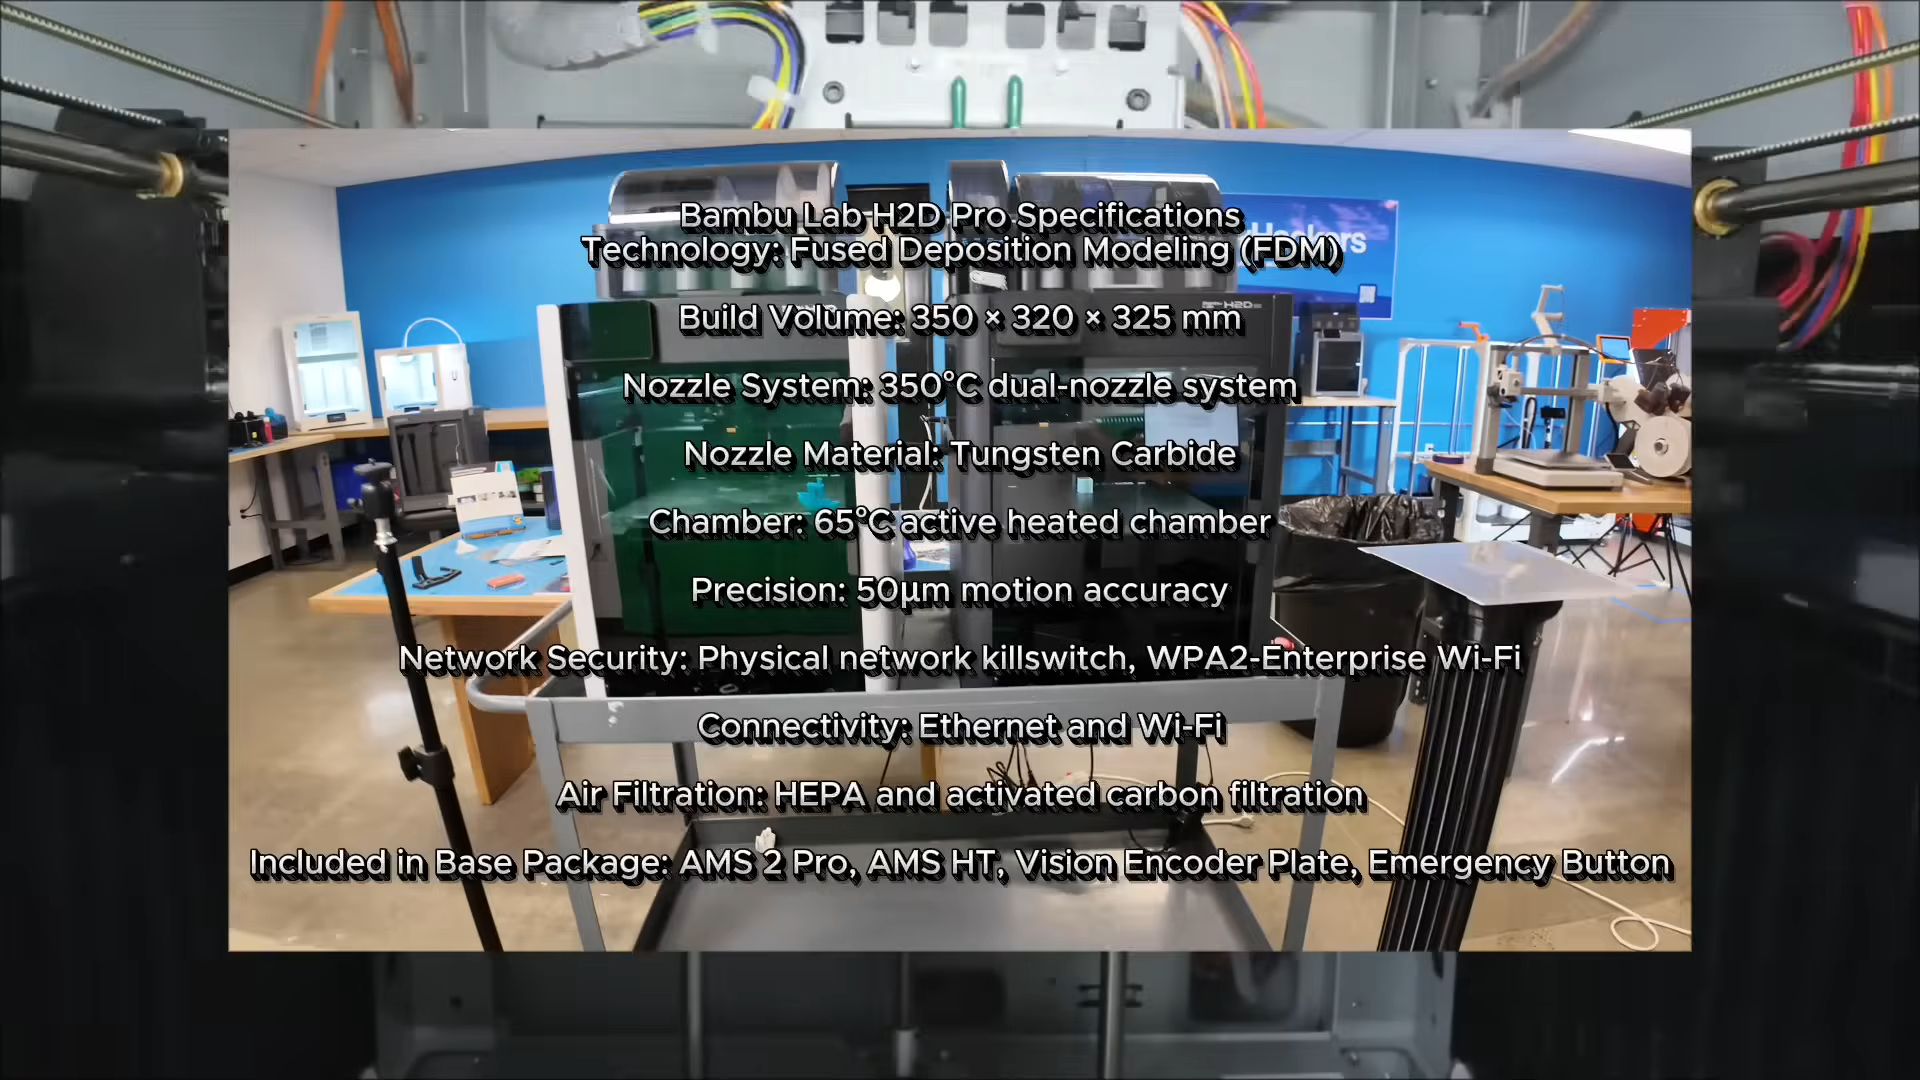 Bambu Lab H2D Pro Specifications
Technology: Fused Deposition Modeling (FDM)
Build Volume: 350 × 320 × 325 mm
Nozzle System: 350°C dual-nozzle system
Nozzle Material: Tungsten Carbide
Chamber: 65°C active heated chamber
Precision: 50µm motion accuracy
Network Security: Physical network killswitch, WPA2-Enterprise Wi-Fi
Connectivity: Ethernet and Wi-Fi
Air Filtration: HEPA and activated carbon filtration
Included in Base Package: AMS 2 Pro, AMS HT, Vision Encoder Plate, Emergency Button
H2D